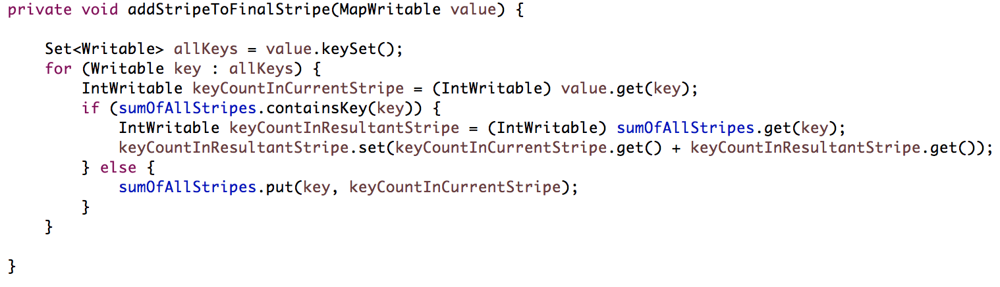 private void addStripeToFinalStripe(MapWritable value) {
Set<Writable> allKeys = value.keySet();
for (Writable key : allKeys) {
IntWritable keyCountInCurrentStripe = (IntWritable) value.get(key);
if (sumOfAllStripes.containsKey(key)) {
IntWritable keyCountInResultantStripe = (IntWritable) sumOfAllStripes.get(key);
keyCountInResultantStripe.set(keyCountInCurrentStripe.get() + keyCountInResultantStripe.get());
} else {
sumOfAllStripes.put(key, keyCountInCurrentStripe);
}
}
}